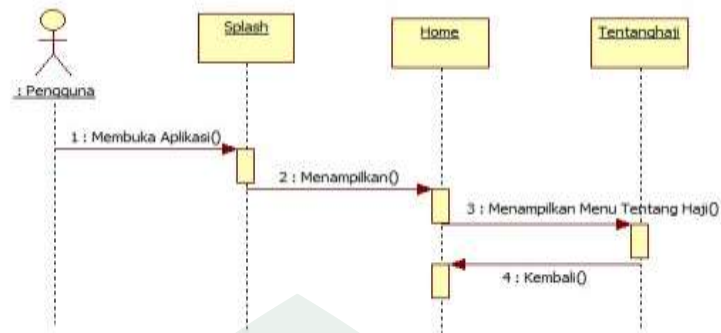 Splash
Home
Tentanghaji
: Pengguna
1 : Membuka Aplikasi()
2 : Menampilkan()
3 : Menampilkan Menu Tentang Haji()
4 : Kembali()